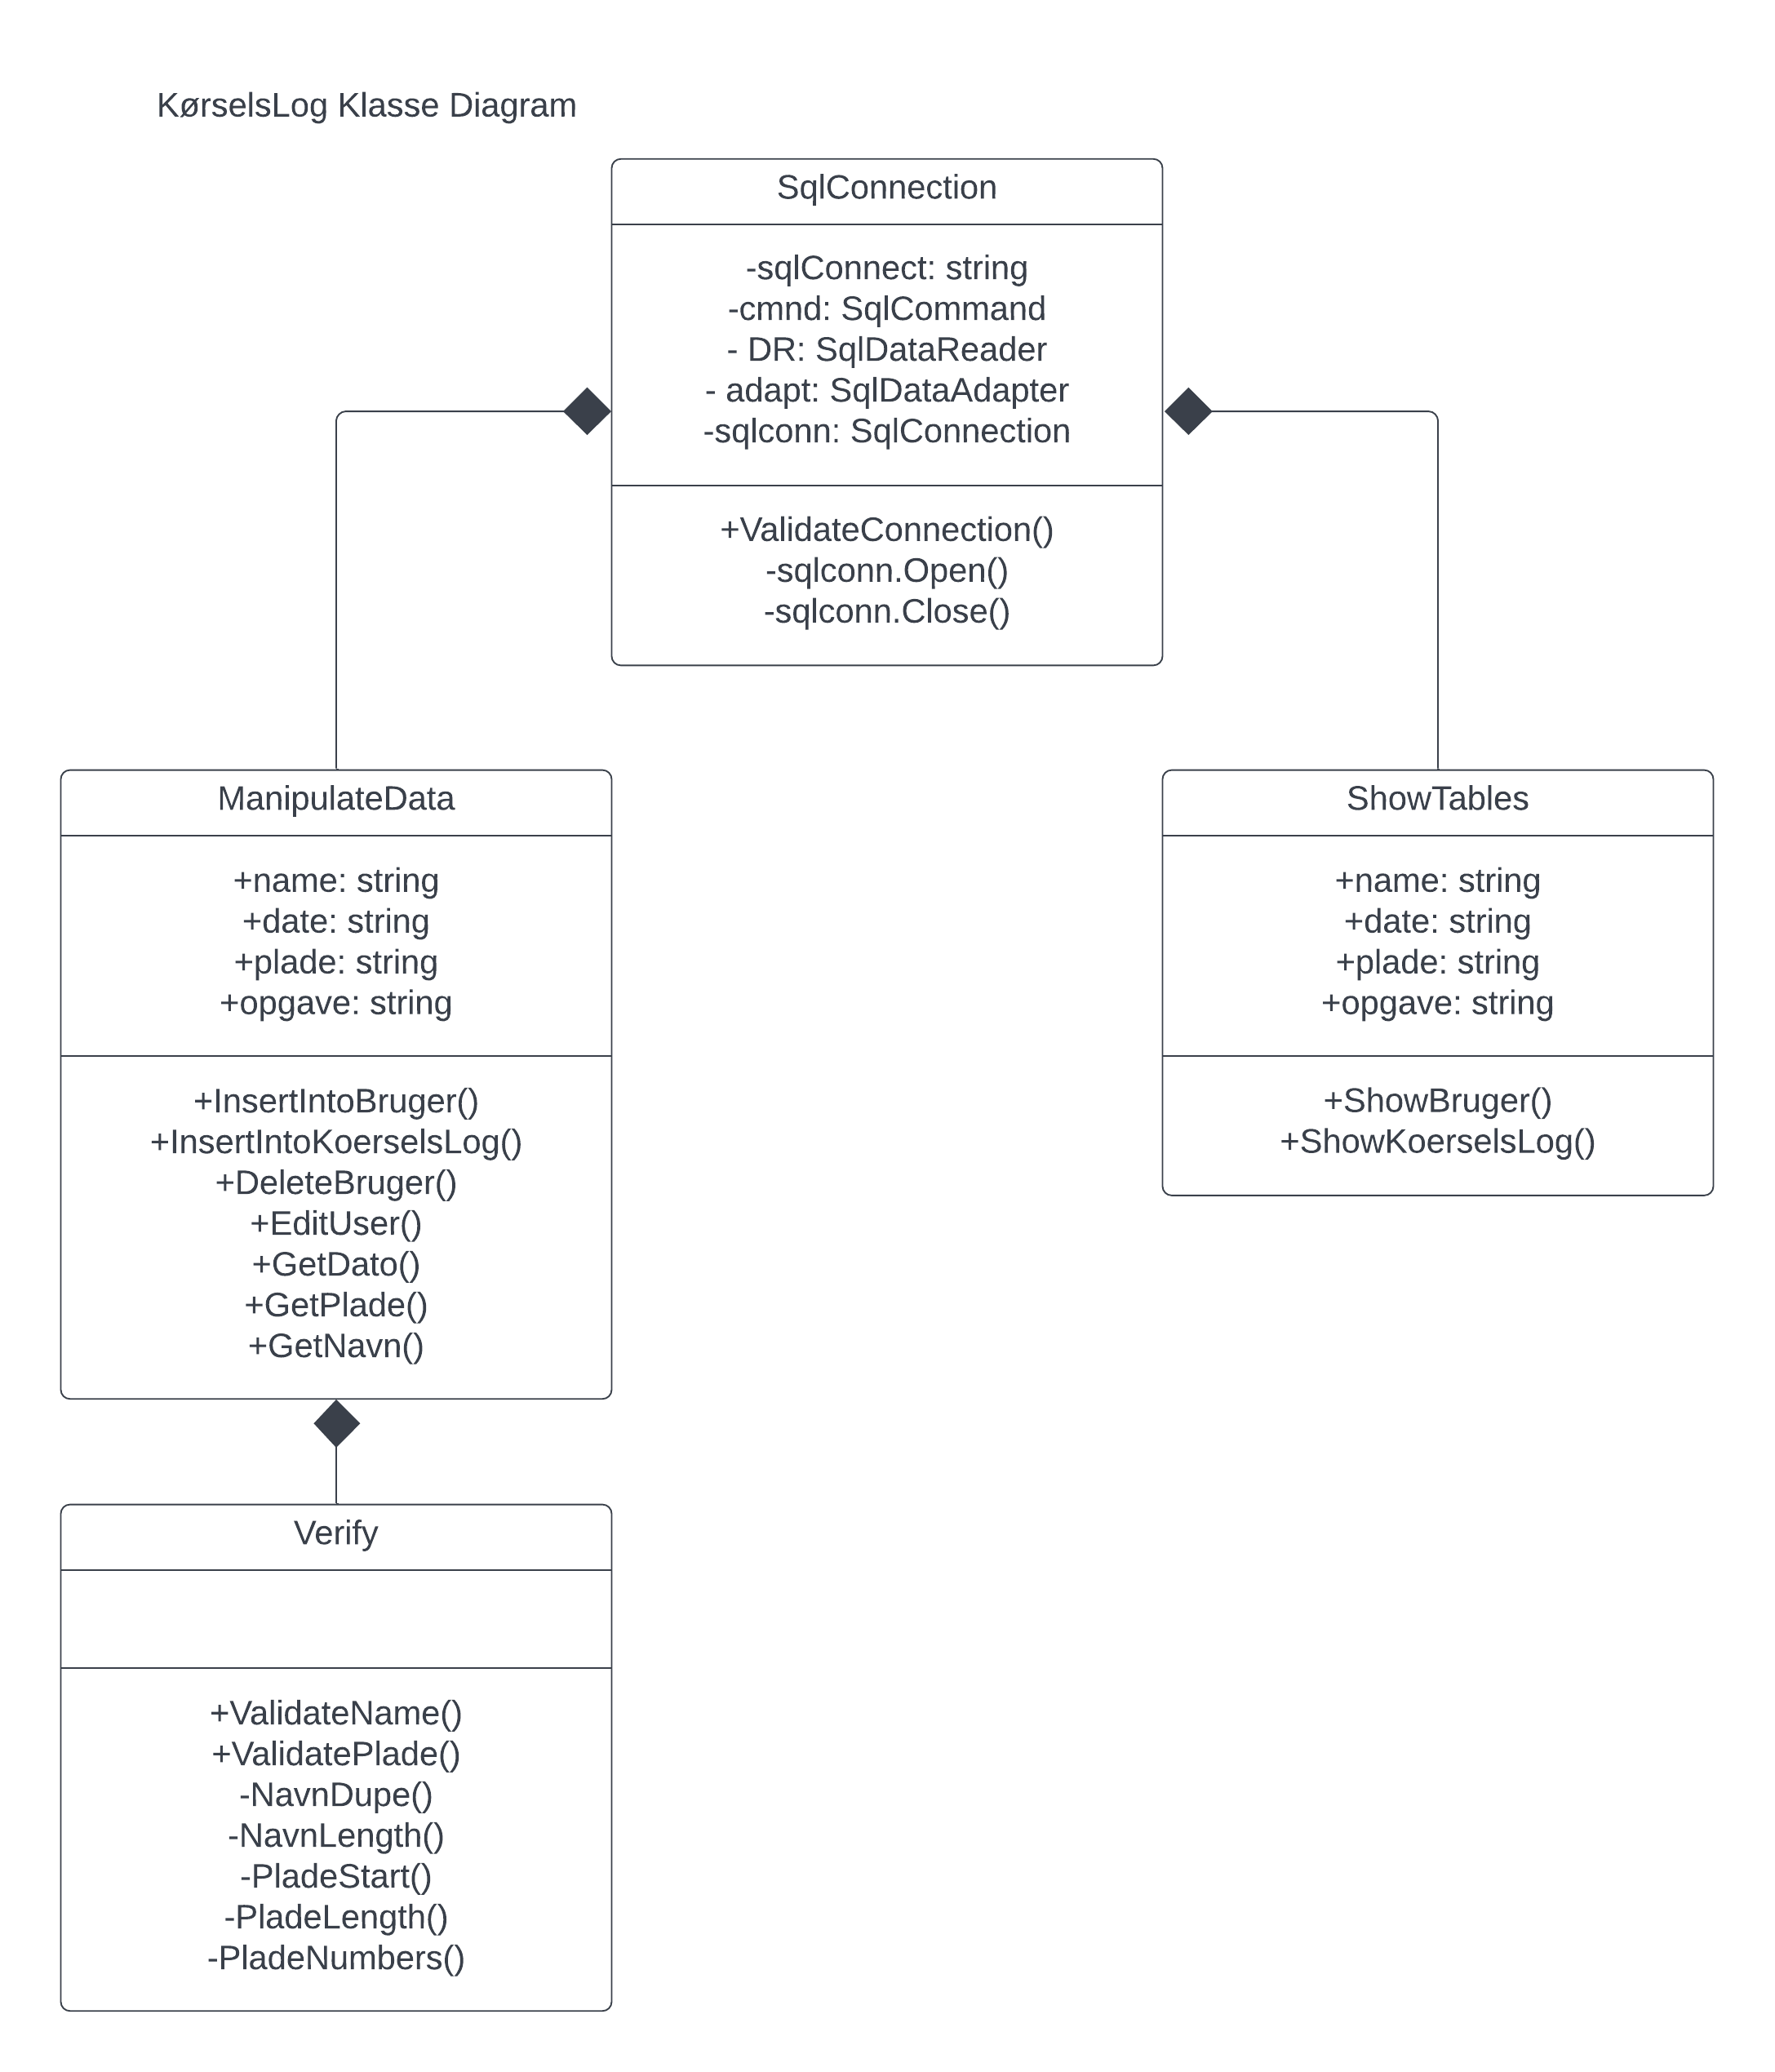 KørselsLog Klasse Diagram
SqlConnection
-sqlConnect: string
-cmnd: SqlCommand
- DR: SqlDataReader
- adapt: SqlDataAdapter
-sqlconn: SqlConnection
+ValidateConnection()
-sqlconn.Open()
-sqlconn.Close()
ManipulateData
+name: string
+date: string
+plade: string
+opgave: string
+InsertIntoBruger()
+InsertIntoKoerselsLog()
+DeleteBruger()
+EditUser()
+GetDato()
+GetPlade()
+GetNavn()
ShowTables
+name: string
+date: string
+plade: string
+opgave: string
+ShowBruger()
+ShowKoerselsLog()
Verify
+ValidateName()
+ValidatePlade()
-NavnDupe()
-NavnLength()
-PladeStart()
-PladeLength()
-PladeNumbers()